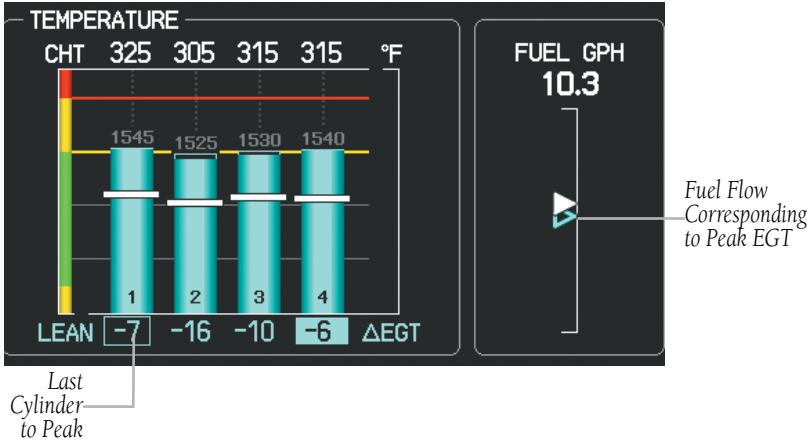 TEMPERATURE
CHT 325 305 315 315 °F
1545 1525 1530 1540
1 2 3 4
LEAN -7 -16 -10 -6 ΔEGT
Last
Cylinder
to Peak
FUEL GPH
10.3
Fuel Flow
Corresponding
to Peak EGT